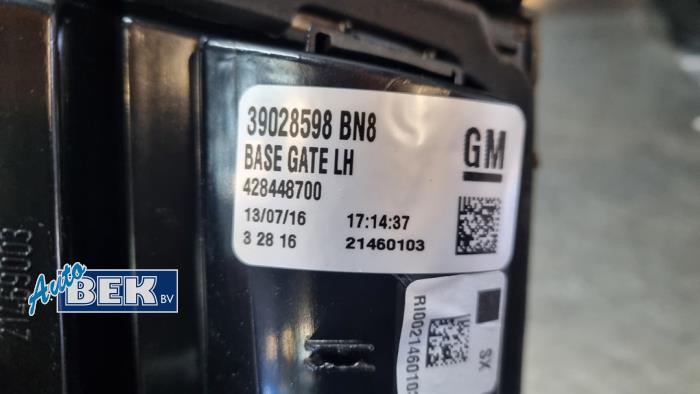 39028598 BN8
BASE GATE LH
428448700
13/07/16 17:14:37
3 28 16 21460103
GM
SX
Auto
BEK BV